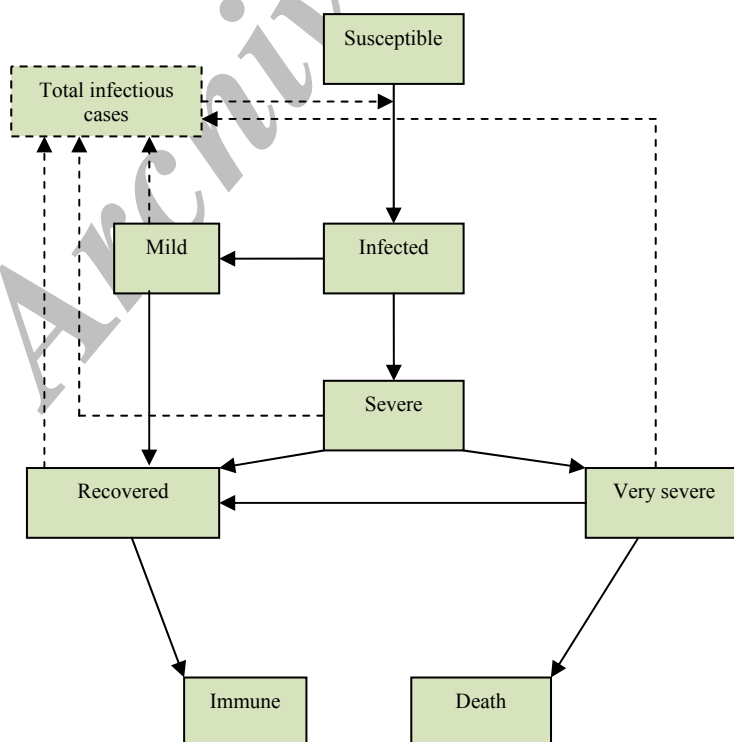 Susceptible
Total infectious
cases
Mild
Infected
Severe
Recovered
Very severe
Immune
Death